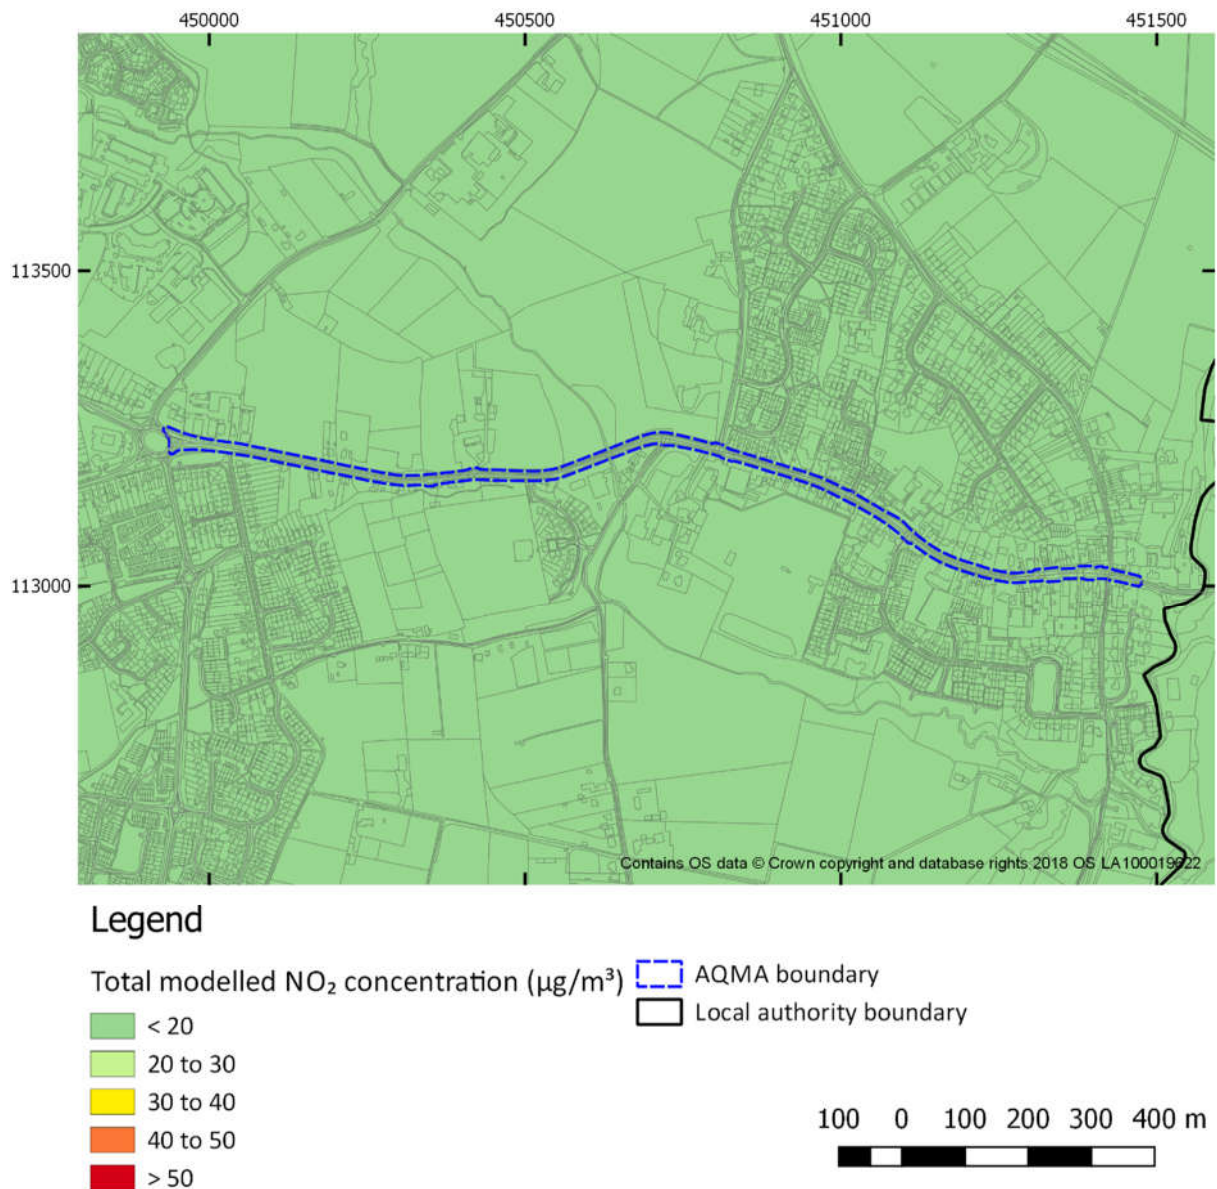 450000 450500 451000 451500
113500
113000
Contains OS data © Crown copyright and database rights 2018 OS LA100019622
Legend
Total modelled NO₂ concentration (µg/m³)
< 20
20 to 30
30 to 40
40 to 50
> 50
AQMA boundary
Local authority boundary
100 0 100 200 300 400 m